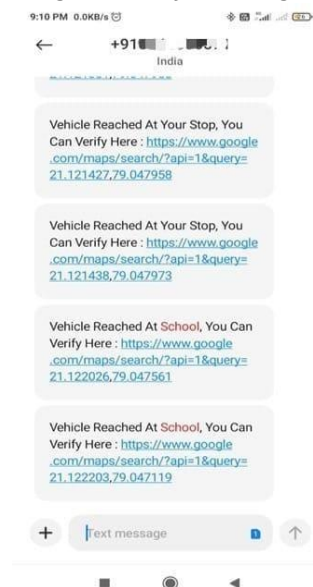 9:10 PM 0.0KB/s
+91
India
Vehicle Reached At Your Stop, You
Can Verify Here : https://www.google
.com/maps/search/?api=1&query=
21.121427,79.047958
Vehicle Reached At Your Stop, You
Can Verify Here : https://www.google
.com/maps/search/?api=1&query=
21.121438,79.047973
Vehicle Reached At School, You Can
Verify Here : https://www.google
.com/maps/search/?api=1&query=
21.122026,79.047561
Vehicle Reached At School, You Can
Verify Here : https://www.google
.com/maps/search/?api=1&query=
21.122203,79.047119
Text message